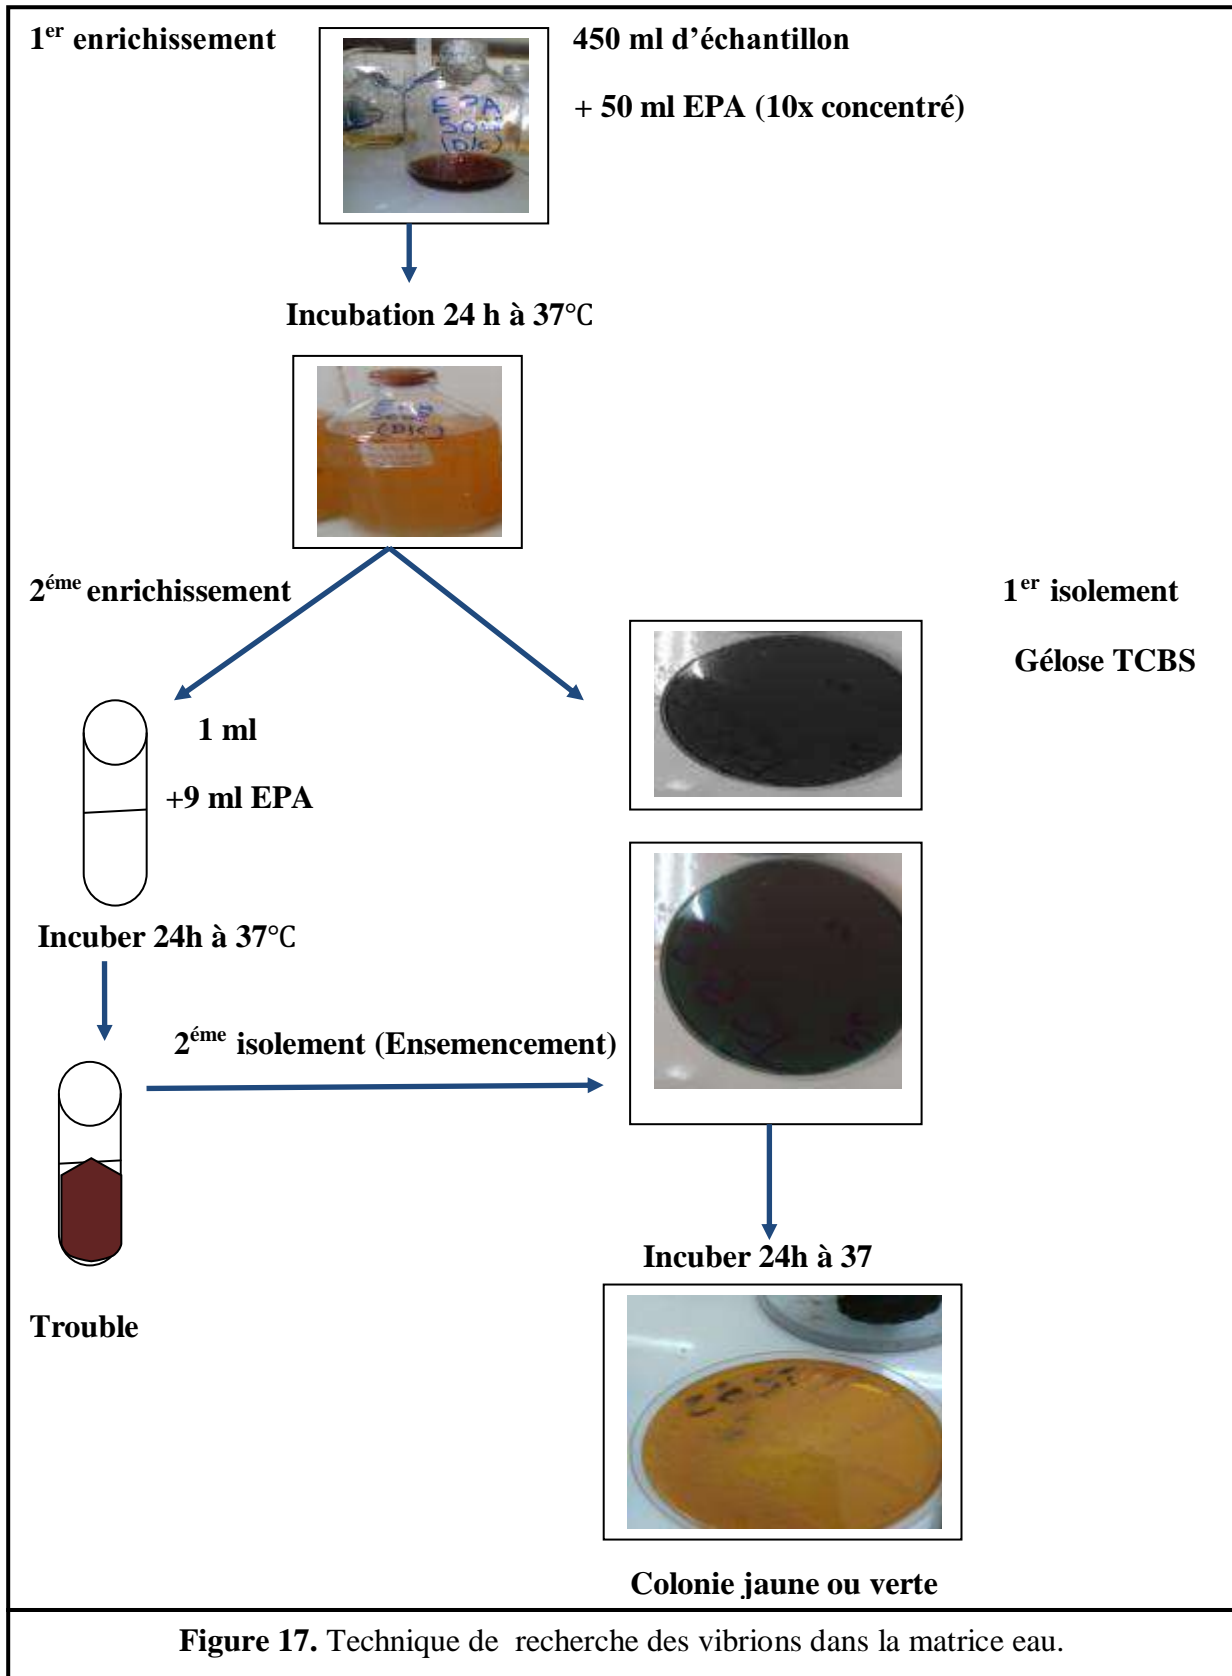 1er enrichissement
450 ml d’échantillon
+ 50 ml EPA (10x concentré)
EPA
50
(D/c)
Incubation 24 h à 37°C
(D/c)
2éme enrichissement
1er isolement
Gélose TCBS
1 ml
+9 ml EPA
Incuber 24h à 37°C
2éme isolement (Ensemencement)
Trouble
Incuber 24h à 37
Colonie jaune ou verte
Figure 17. Technique de recherche des vibrions dans la matrice eau.